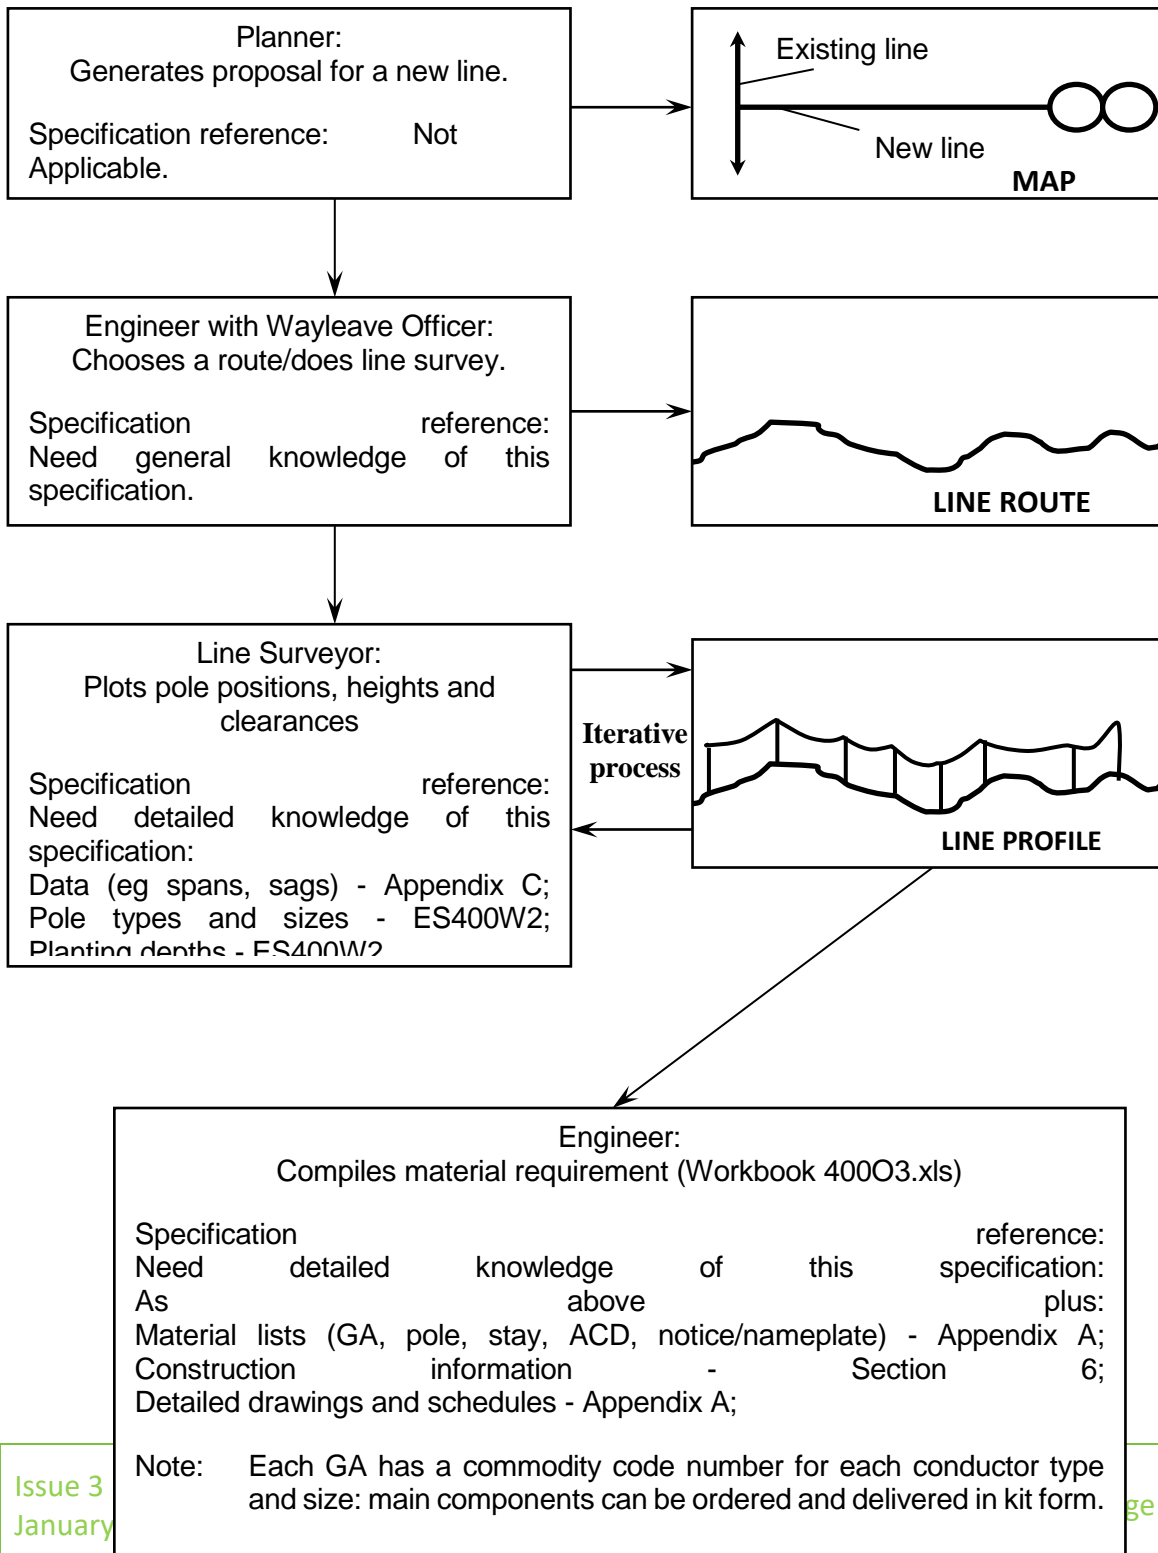 Planner:
Generates proposal for a new line.
Specification reference: Not
Applicable.
Existing line
New line
MAP
Engineer with Wayleave Officer:
Chooses a route/does line survey.
Specification reference:
Need general knowledge of this
specification.
LINE ROUTE
Line Surveyor:
Plots pole positions, heights and
clearances
Specification reference:
Need detailed knowledge of this
specification:
Data (eg spans, sags) - Appendix C;
Pole types and sizes - ES400W2;
Planting depths - ES400W2
Iterative
process
LINE PROFILE
Engineer:
Compiles material requirement (Workbook 400O3.xls)
Specification reference:
Need detailed knowledge of this specification:
As above plus:
Material lists (GA, pole, stay, ACD, notice/nameplate) - Appendix A;
Construction information - Section 6;
Detailed drawings and schedules - Appendix A;
Note: Each GA has a commodity code number for each conductor type
and size: main components can be ordered and delivered in kit form.
Issue 3
January
ge